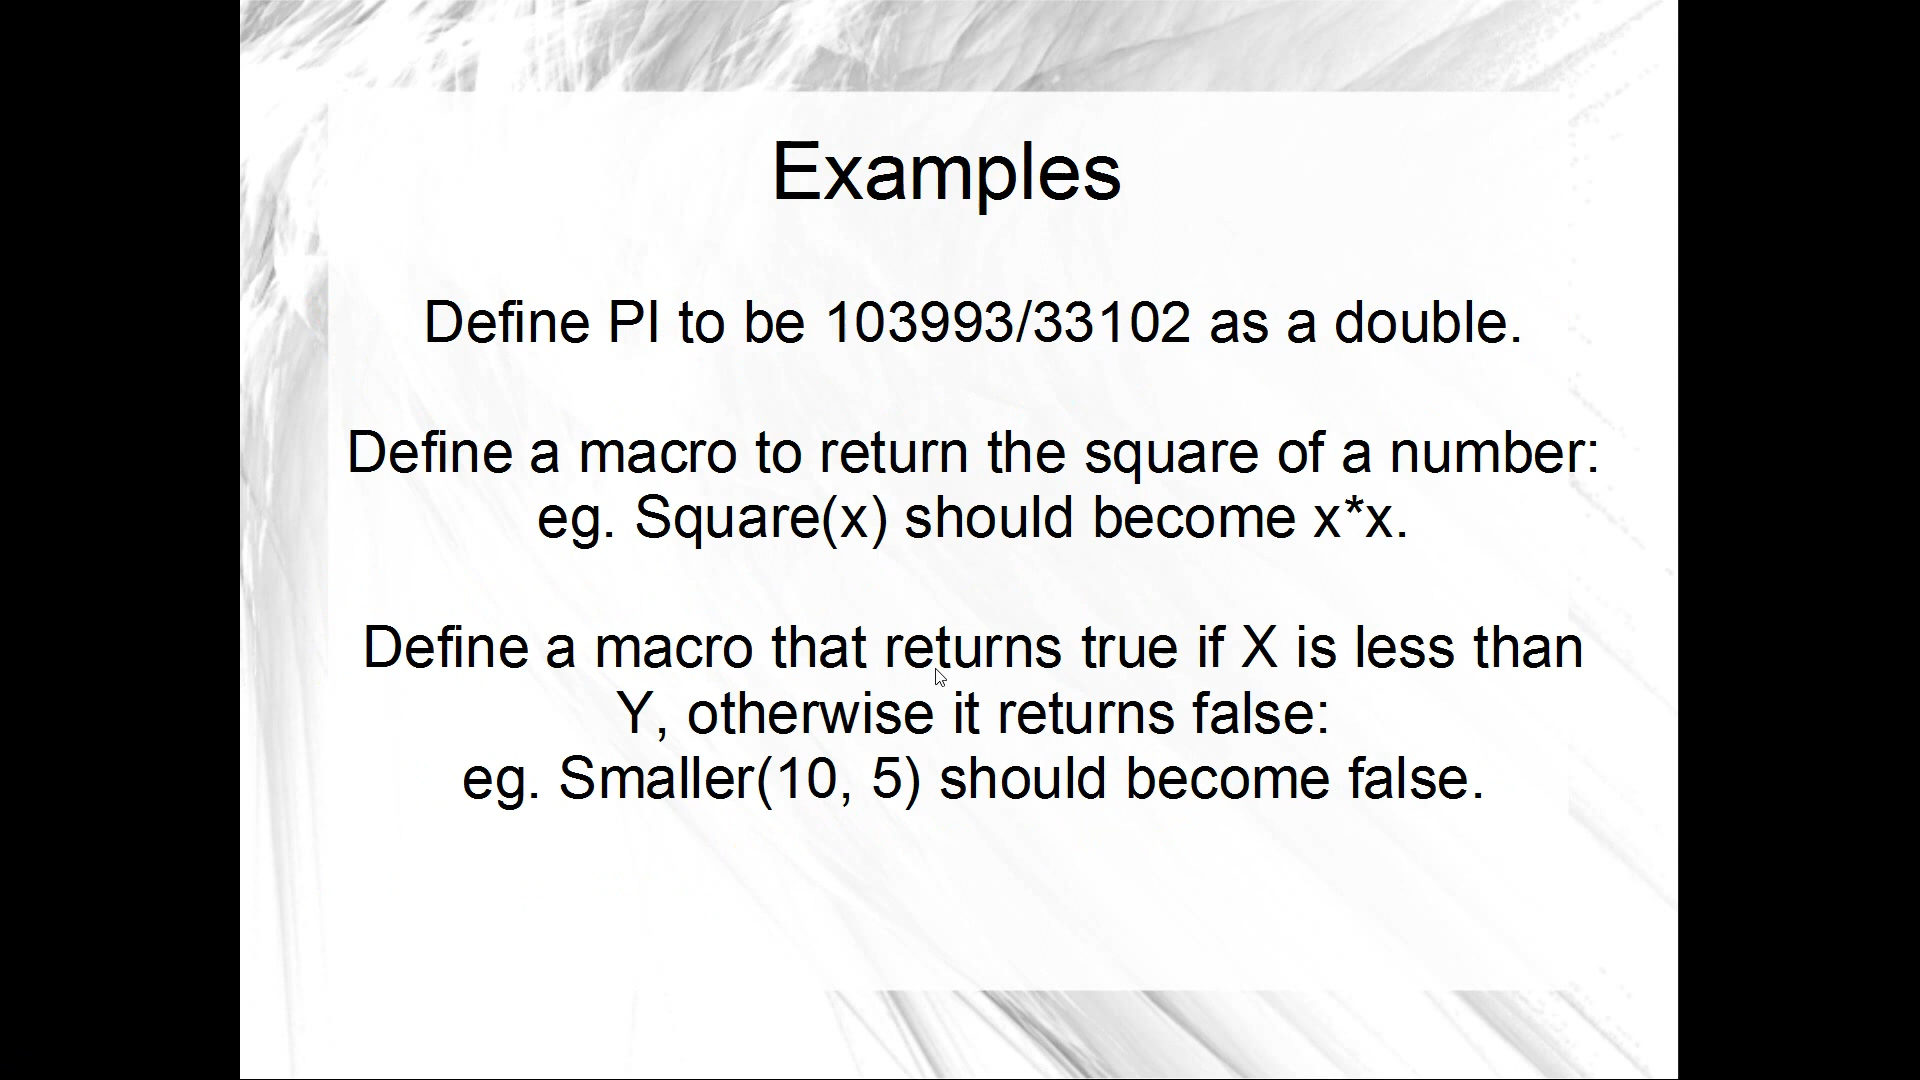 Examples
Define PI to be 103993/33102 as a double.
Define a macro to return the square of a number:
eg. Square(x) should become x*x.
Define a macro that returns true if X is less than
Y, otherwise it returns false:
eg. Smaller(10, 5) should become false.